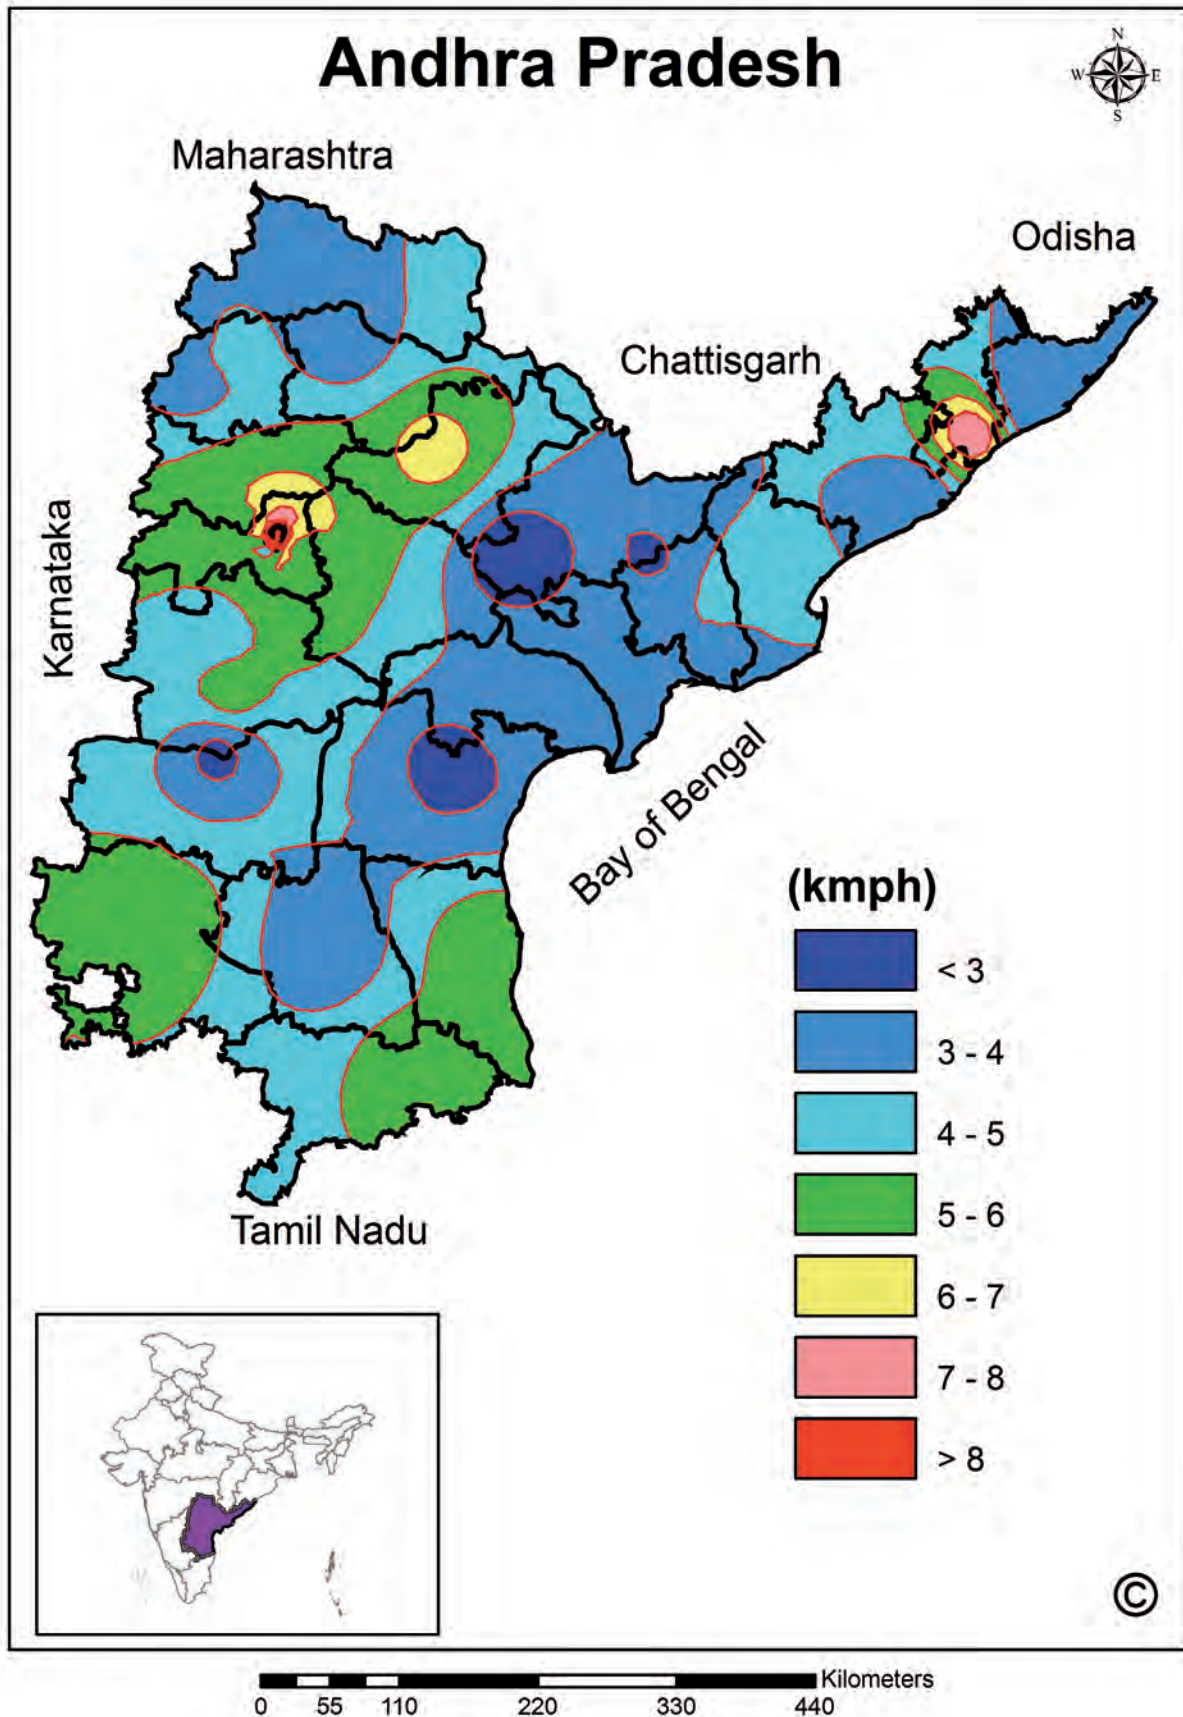 Andhra Pradesh
N
W E
S
Maharashtra
Odisha
Chattisgarh
Karnataka
Bay of Bengal
(kmph)
< 3
3 - 4
4 - 5
5 - 6
6 - 7
7 - 8
> 8
Tamil Nadu
©
Kilometers
0 55 110 220 330 440